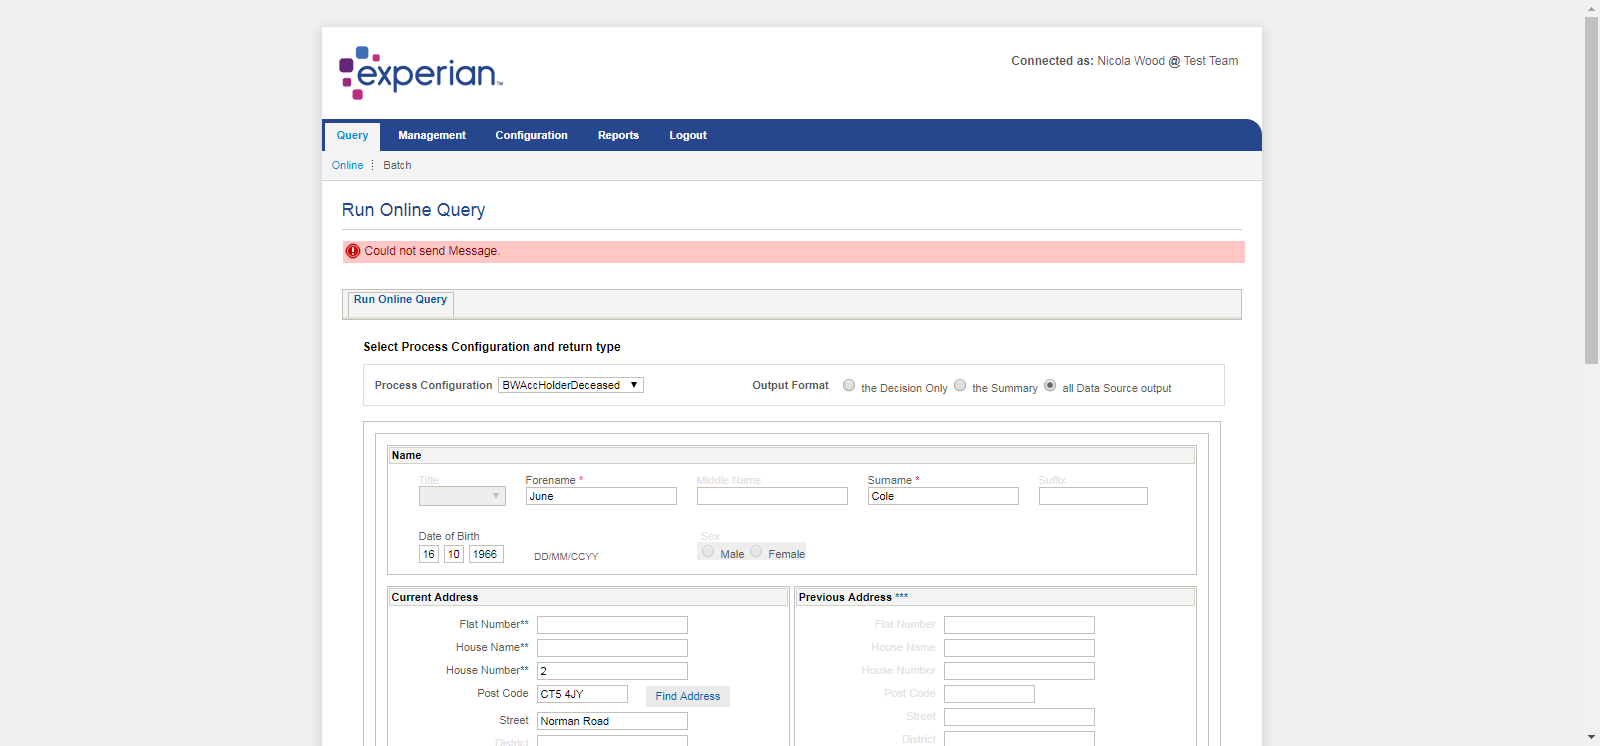 experian™
Connected as: Nicola Wood @ Test Team
Query Management Configuration Reports Logout
Online Batch
Run Online Query
Could not send Message.
Run Online Query
Select Process Configuration and return type
Process Configuration BWAccHolderDeceased Output Format the Decision Only the Summary all Data Source output
Name
Title Forename * Middle Name Surname * Suffix
June Cole
Date of Birth Sex
16 10 1966 DD/MM/CCYY Male Female
Current Address Previous Address ***
Flat Number** Flat Number
House Name** House Name
House Number** 2 House Number
Post Code CT5 4JY Find Address Post Code
Street Norman Road Street
District District